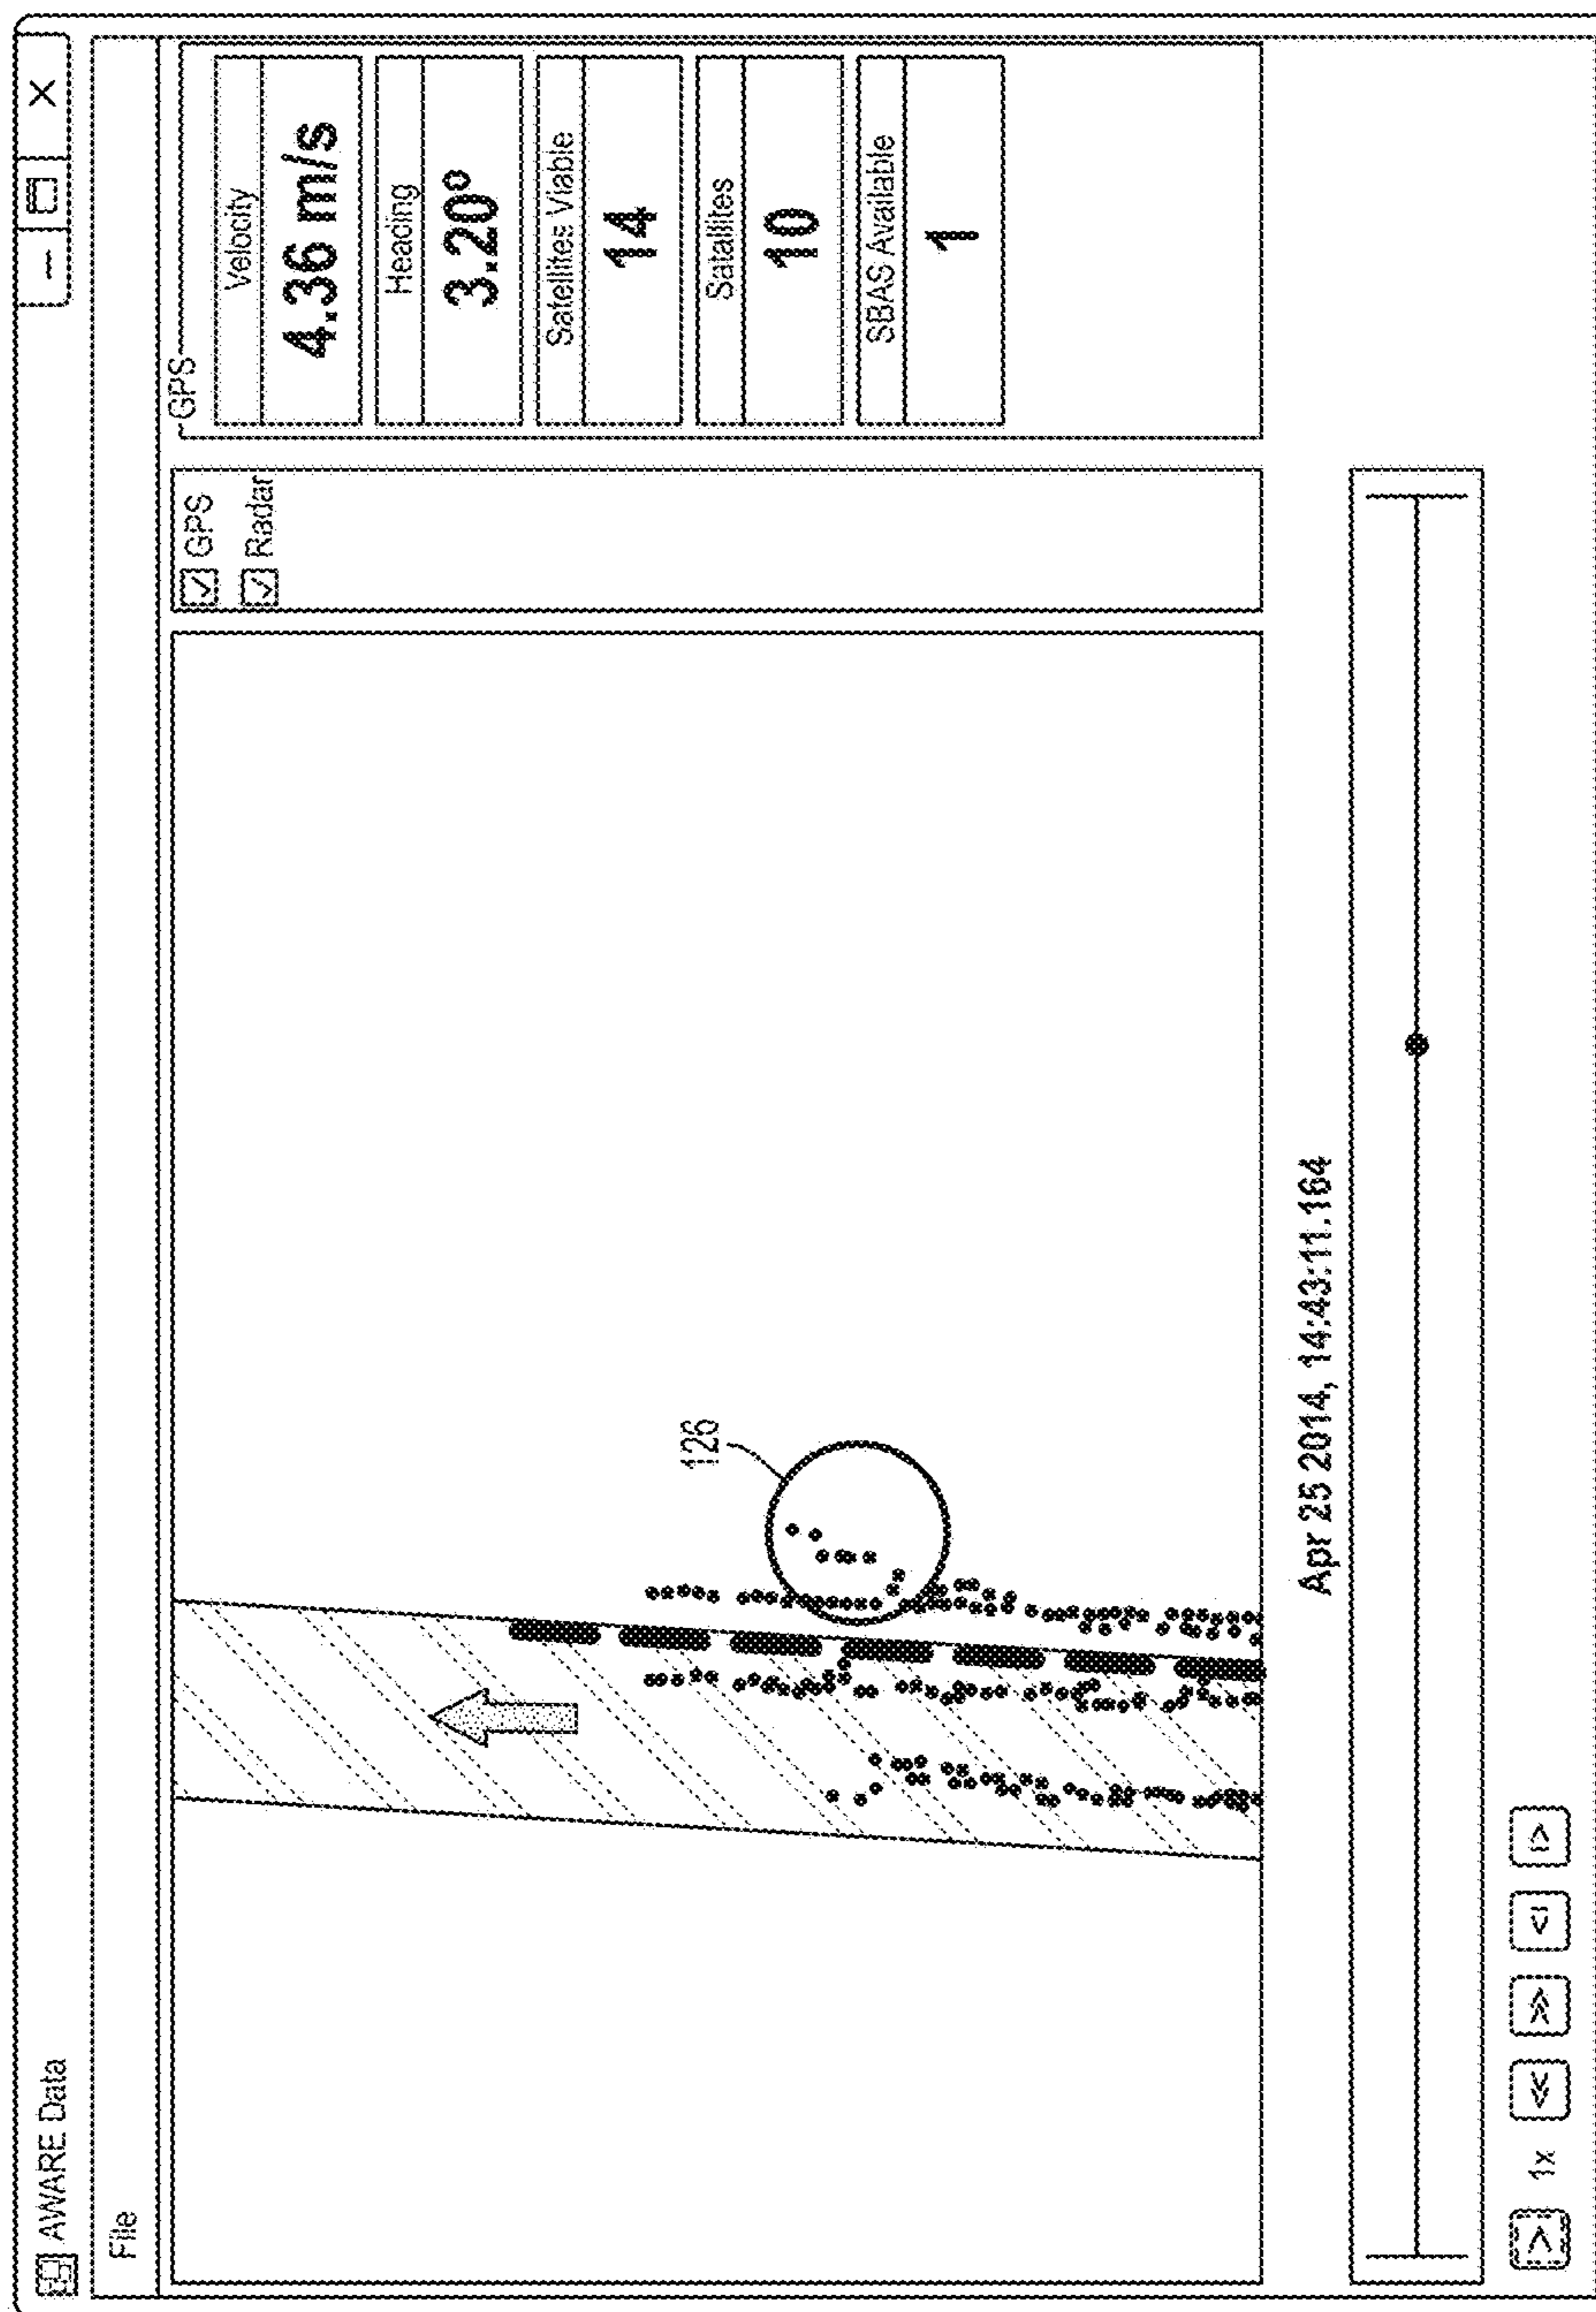 AWARE Data
File
GPS
Radar
GPS
Velocity
4.36 m/s
Heading
3.20°
Satellites Viable
14
Satallites
10
SBAS Available
1
126
Apr 25 2014, 14:43:11.164
1x